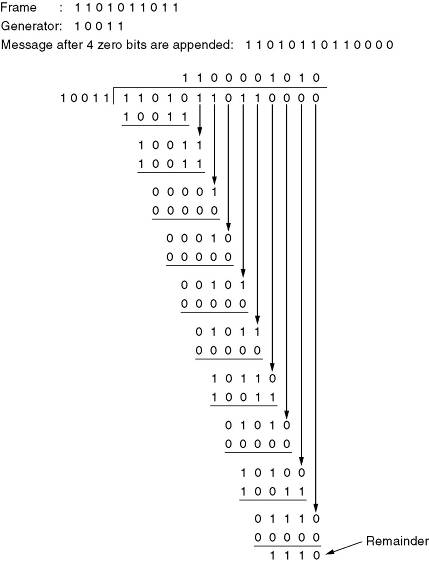 Frame : 1 1 0 1 0 1 1 0 1 1
Generator: 1 0 0 1 1
Message after 4 zero bits are appended: 1 1 0 1 0 1 1 0 1 1 0 0 0 0
1 1 0 0 0 0 1 0 1 0
1 0 0 1 1 1 1 0 1 0 1 1 0 1 1 0 0 0 0
1 0 0 1 1
1 0 0 1 1
1 0 0 1 1
0 0 0 0 1
0 0 0 0 0
0 0 0 1 0
0 0 0 0 0
0 0 1 0 1
0 0 0 0 0
0 1 0 1 1
0 0 0 0 0
1 0 1 1 0
1 0 0 1 1
0 1 0 1 0
0 0 0 0 0
1 0 1 0 0
1 0 0 1 1
0 1 1 1 0
0 0 0 0 0
1 1 1 0
Remainder